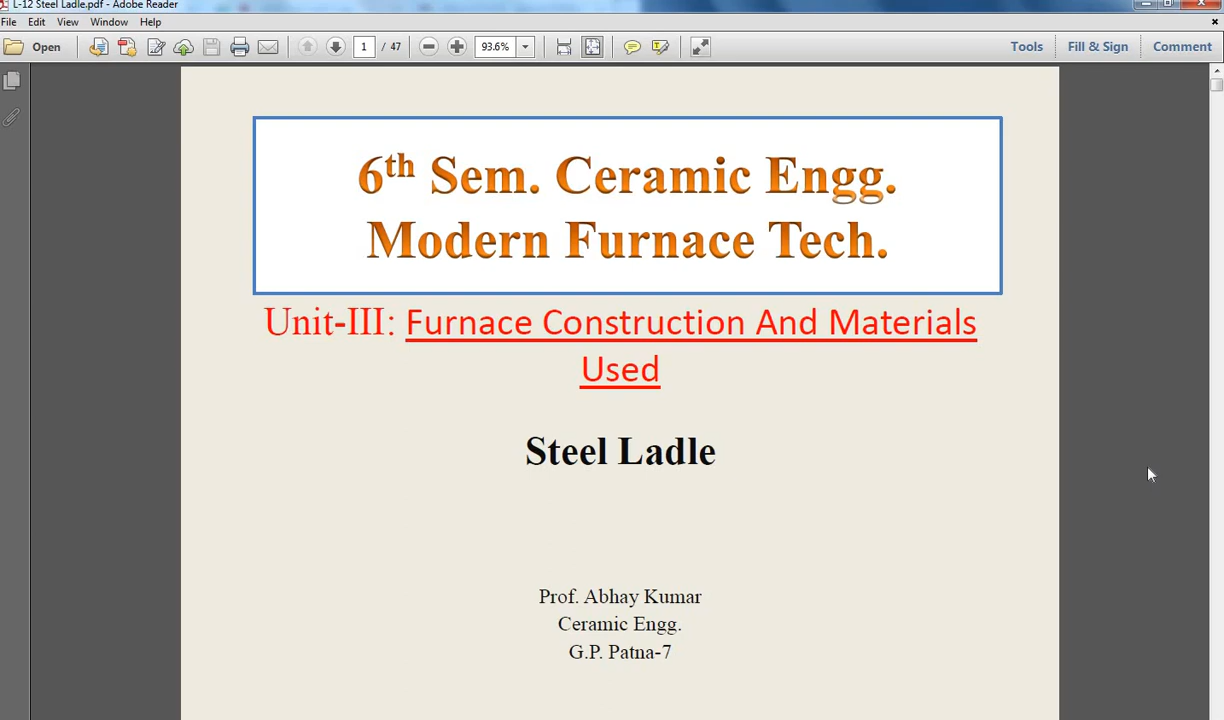 L-12 Steel Ladle.pdf - Adobe Reader
File Edit View Window Help
Open 1 / 47 93.6% Tools Fill & Sign Comment
6th Sem. Ceramic Engg.
Modern Furnace Tech.
Unit-III: Furnace Construction And Materials
Used
Steel Ladle
Prof. Abhay Kumar
Ceramic Engg.
G.P. Patna-7